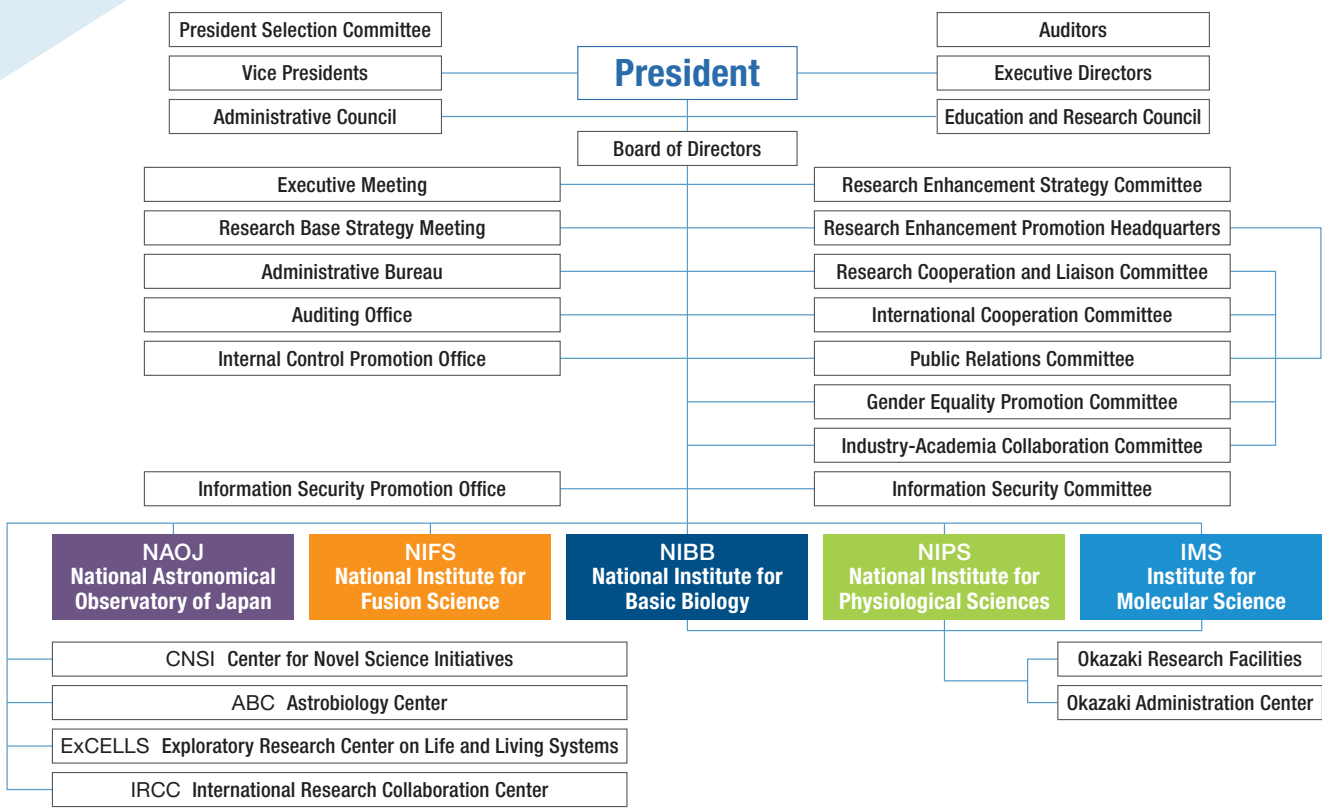 President Selection Committee
Auditors
President
Vice Presidents
Executive Directors
Administrative Council
Education and Research Council
Board of Directors
Executive Meeting
Research Enhancement Strategy Committee
Research Base Strategy Meeting
Research Enhancement Promotion Headquarters
Administrative Bureau
Research Cooperation and Liaison Committee
Auditing Office
International Cooperation Committee
Internal Control Promotion Office
Public Relations Committee
Gender Equality Promotion Committee
Industry-Academia Collaboration Committee
Information Security Promotion Office
Information Security Committee
NAOJ
National Astronomical
Observatory of Japan
NIFS
National Institute for
Fusion Science
NIBB
National Institute for
Basic Biology
NIPS
National Institute for
Physiological Sciences
IMS
Institute for
Molecular Science
CNSI Center for Novel Science Initiatives
Okazaki Research Facilities
ABC Astrobiology Center
Okazaki Administration Center
ExCELLS Exploratory Research Center on Life and Living Systems
IRCC International Research Collaboration Center